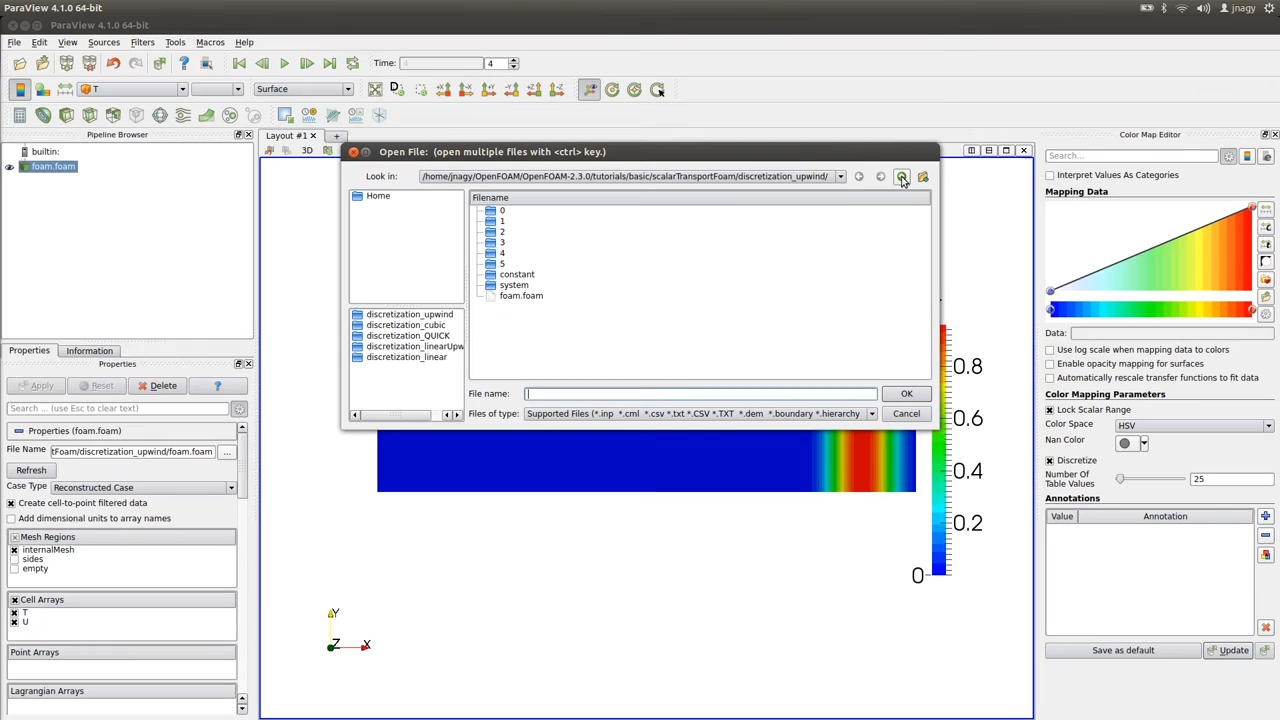 ParaView 4.1.0 64-bit
jnagy
ParaView 4.1.0 64-bit
File Edit View Sources Filters Tools Macros Help
Time: 4
T Surface
Pipeline Browser
builtin:
foam.foam
Layout #1
3D
Open File: (open multiple files with <ctrl> key.)
Look in: /home/jnagy/OpenFOAM/OpenFOAM-2.3.0/tutorials/basic/scalarTransportFoam/discretization_upwind/
Home
discretization_upwind
discretization_cubic
discretization_QUICK
discretization_linearUpw
discretization_linear
Filename
0
1
2
3
4
5
constant
system
foam.foam
File name:
OK
Files of type: Supported Files (*.inp *.cml *.csv *.txt *.CSV *.TXT *.dem *.boundary *.hierarchy
Cancel
Properties Information
Properties
Apply Reset Delete ?
Search ... (use Esc to clear text)
Properties (foam.foam)
File Name tFoam/discretization_upwind/foam.foam ...
Refresh
Case Type Reconstructed Case
Create cell-to-point filtered data
Add dimensional units to array names
Mesh Regions
internalMesh
sides
empty
Cell Arrays
T
U
Point Arrays
Lagrangian Arrays
0.8
0.6
0.4
0.2
0
Y
Z
X
Color Map Editor
Search...
Interpret Values As Categories
Mapping Data
Data:
Use log scale when mapping data to colors
Enable opacity mapping for surfaces
Automatically rescale transfer functions to fit data
Color Mapping Parameters
Lock Scalar Range
Color Space HSV
Nan Color
Discretize
Number Of
Table Values 25
Annotations
Value Annotation
Save as default Update